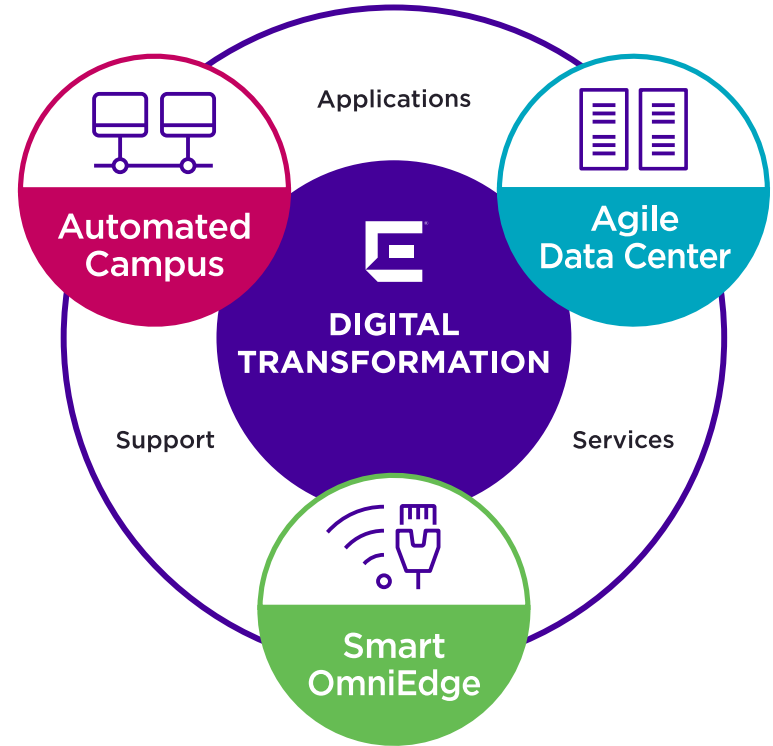 Applications
Automated
Campus
Agile
Data Center
E
DIGITAL
TRANSFORMATION
Support
Services
Smart
OmniEdge